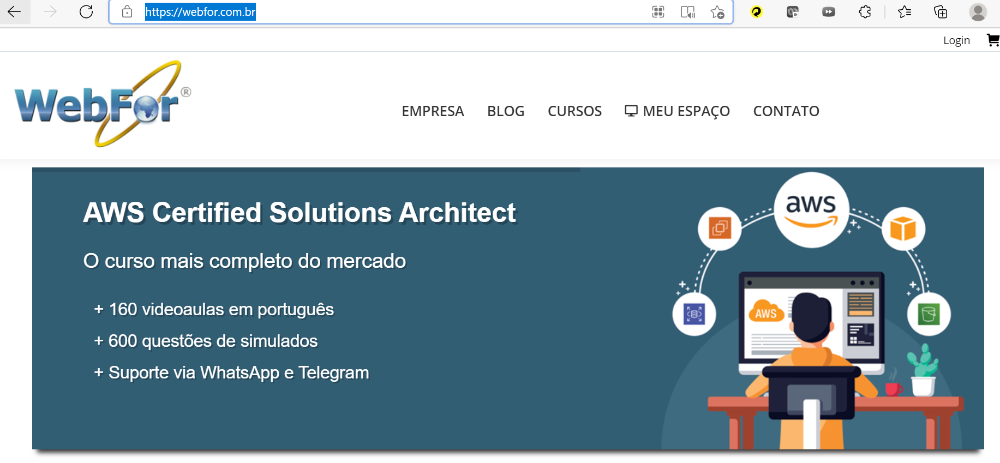 https://webfor.com.br
Login
WebFor®
EMPRESA BLOG CURSOS MEU ESPAÇO CONTATO
AWS Certified Solutions Architect
O curso mais completo do mercado
+ 160 videoaulas em português
+ 600 questões de simulados
+ Suporte via WhatsApp e Telegram
aws
AWS